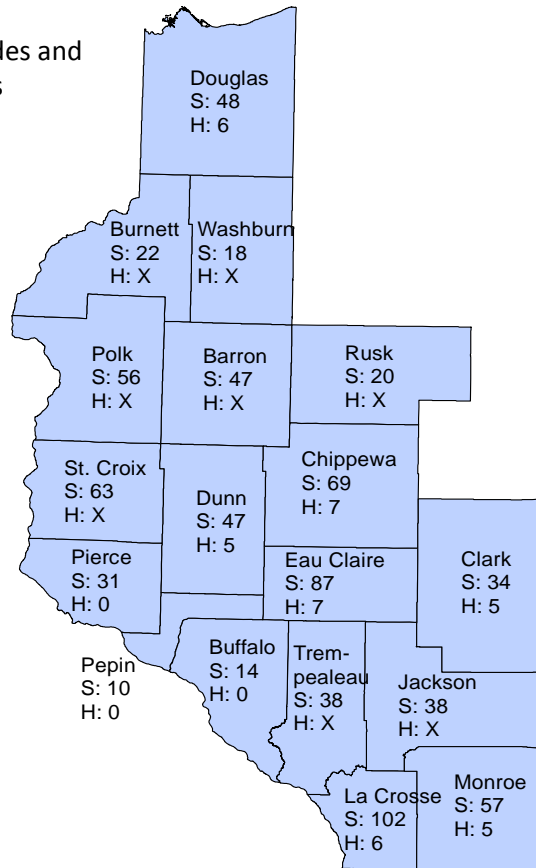 des and
s
Douglas
S: 48
H: 6
Burnett
S: 22
H: X
Washburn
S: 18
H: X
Polk
S: 56
H: X
Barron
S: 47
H: X
Rusk
S: 20
H: X
St. Croix
S: 63
H: X
Dunn
S: 47
H: 5
Chippewa
S: 69
H: 7
Pierce
S: 31
H: 0
Eau Claire
S: 87
H: 7
Clark
S: 34
H: 5
Pepin
S: 10
H: 0
Buffalo
S: 14
H: 0
Trem-
pealeau
S: 38
H: X
Jackson
S: 38
H: X
La Crosse
S: 102
H: 6
Monroe
S: 57
H: 5